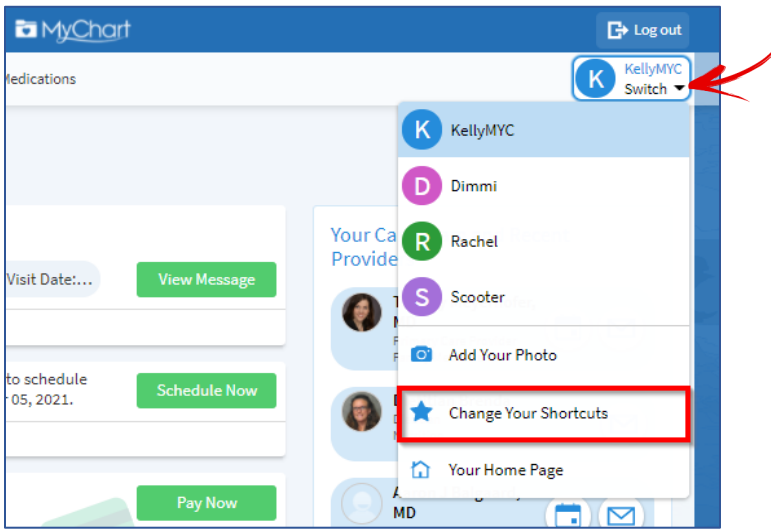 MyChart
Log out
Medications
K
KellyMYC
Switch
K
KellyMYC
D
Dimmi
R
Rachel
S
Scooter
Add Your Photo
Change Your Shortcuts
Your Home Page
Visit Date:...
View Message
to schedule
05, 2021.
Schedule Now
Pay Now
Your Ca
Provide
MD